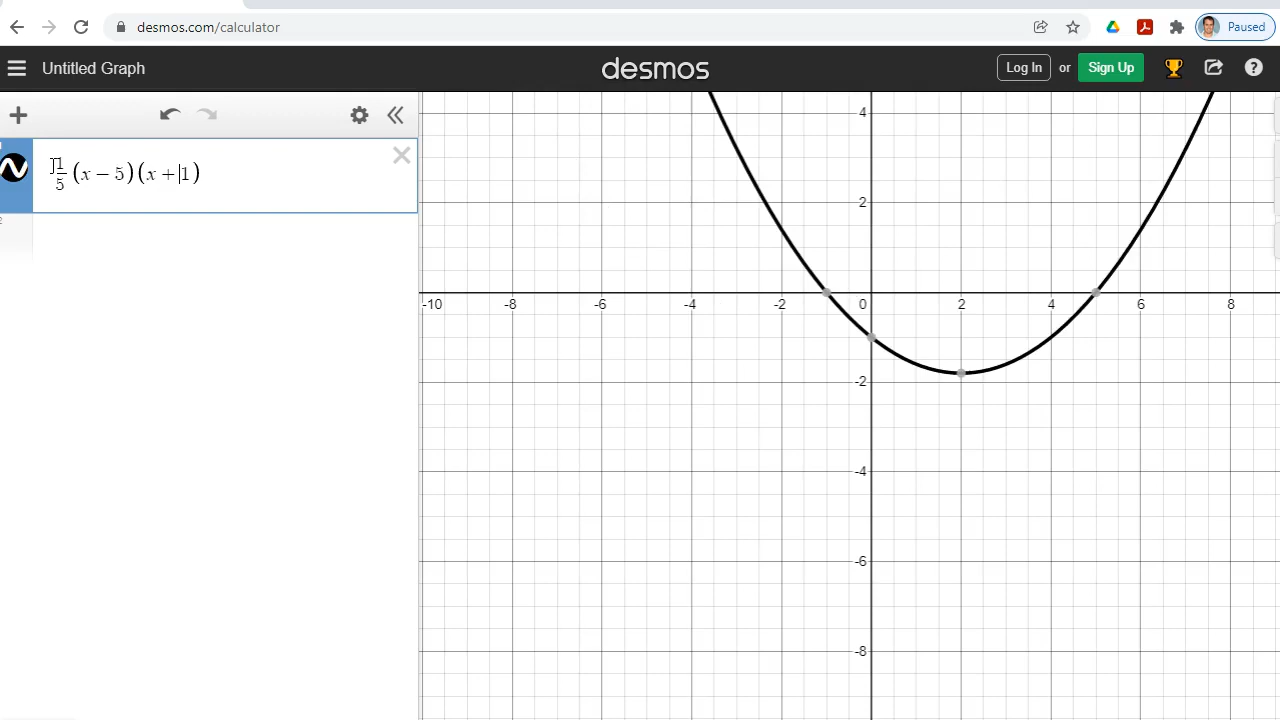 desmos.com/calculator
Paused
Untitled Graph
desmos
Log In or Sign Up
1/5 (x − 5)(x + 1)
2
4
2
-10 -8 -6 -4 -2 0 2 4 6 8
-2
-4
-6
-8